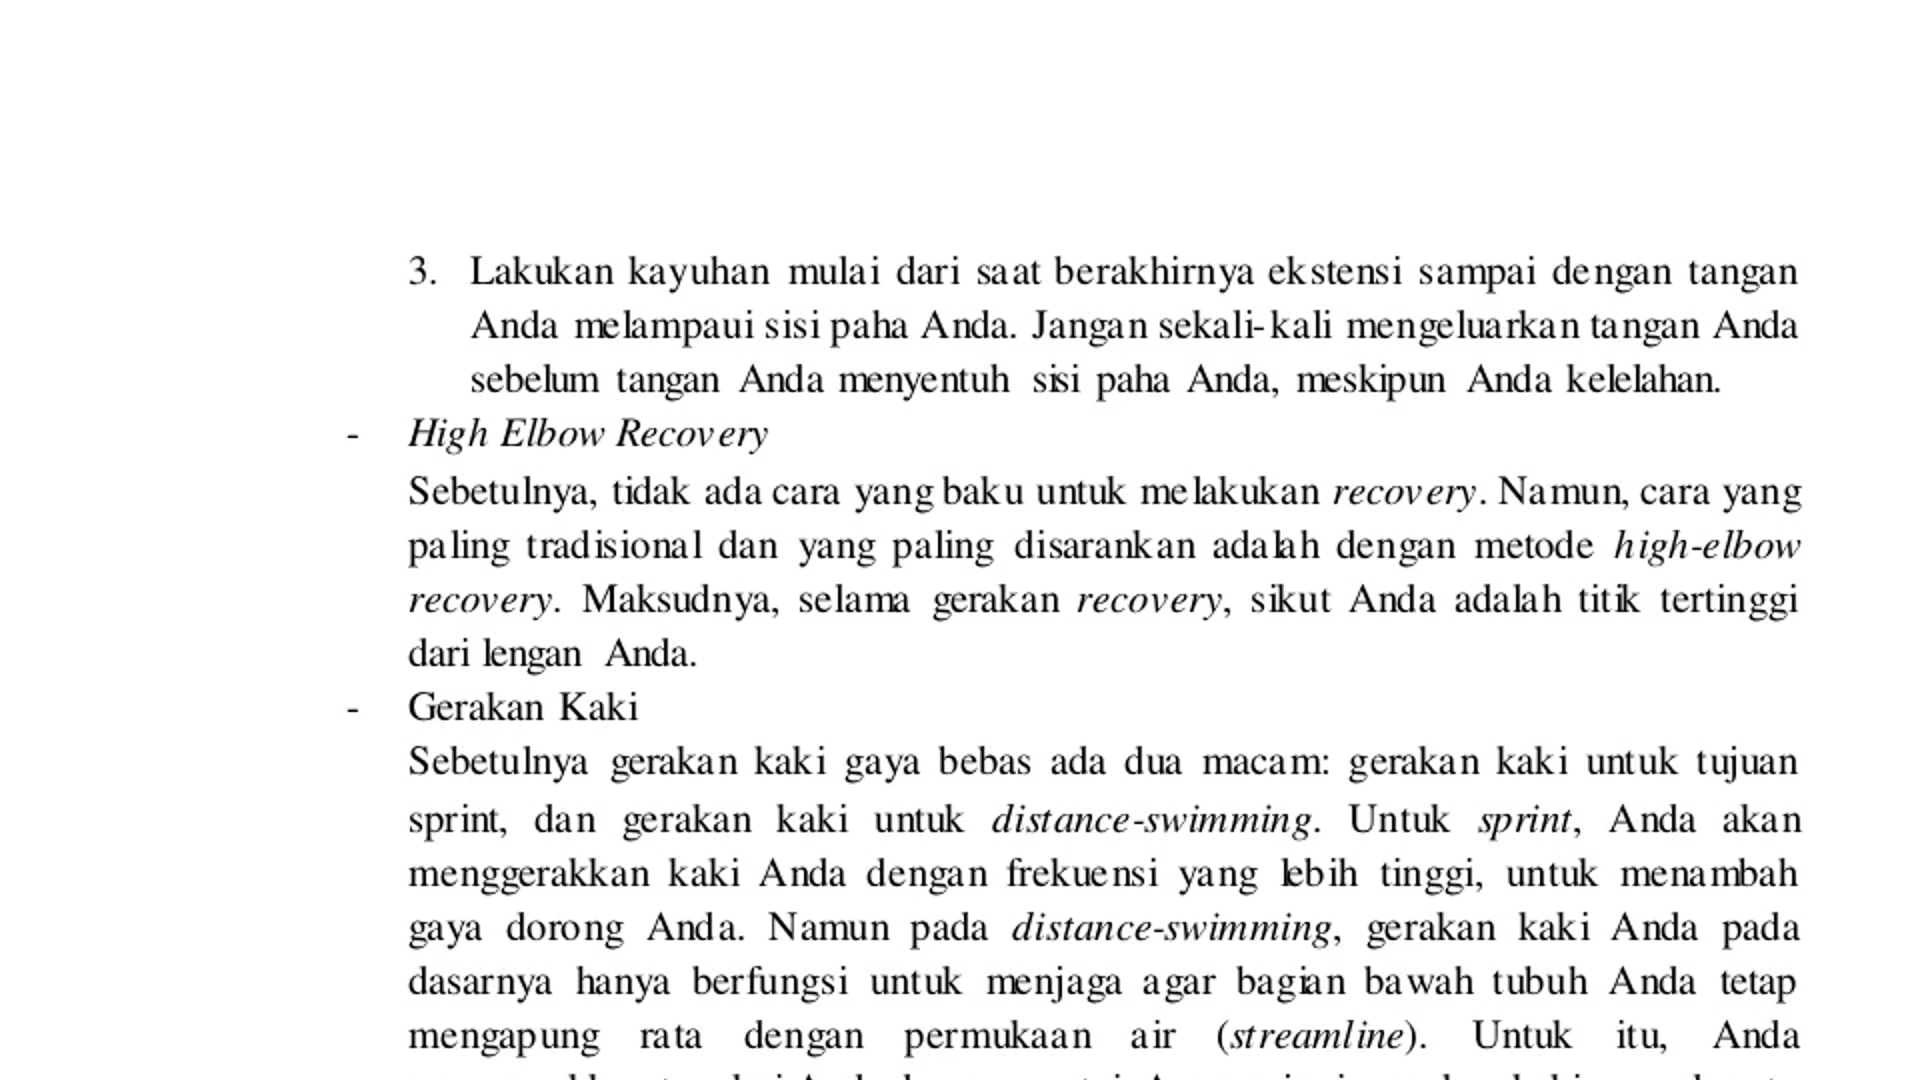 3. Lakukan kayuhan mulai dari saat berakhirnya ekstensi sampai dengan tangan
Anda melampaui sisi paha Anda. Jangan sekali-kali mengeluarkan tangan Anda
sebelum tangan Anda menyentuh sisi paha Anda, meskipun Anda kelelahan.
- High Elbow Recovery
Sebetulnya, tidak ada cara yang baku untuk melakukan recovery. Namun, cara yang
paling tradisional dan yang paling disarankan adalah dengan metode high-elbow
recovery. Maksudnya, selama gerakan recovery, sikut Anda adalah titik tertinggi
dari lengan Anda.
- Gerakan Kaki
Sebetulnya gerakan kaki gaya bebas ada dua macam: gerakan kaki untuk tujuan
sprint, dan gerakan kaki untuk distance-swimming. Untuk sprint, Anda akan
menggerakkan kaki Anda dengan frekuensi yang lebih tinggi, untuk menambah
gaya dorong Anda. Namun pada distance-swimming, gerakan kaki Anda pada
dasarnya hanya berfungsi untuk menjaga agar bagian bawah tubuh Anda tetap
mengapung rata dengan permukaan air (streamline). Untuk itu, Anda